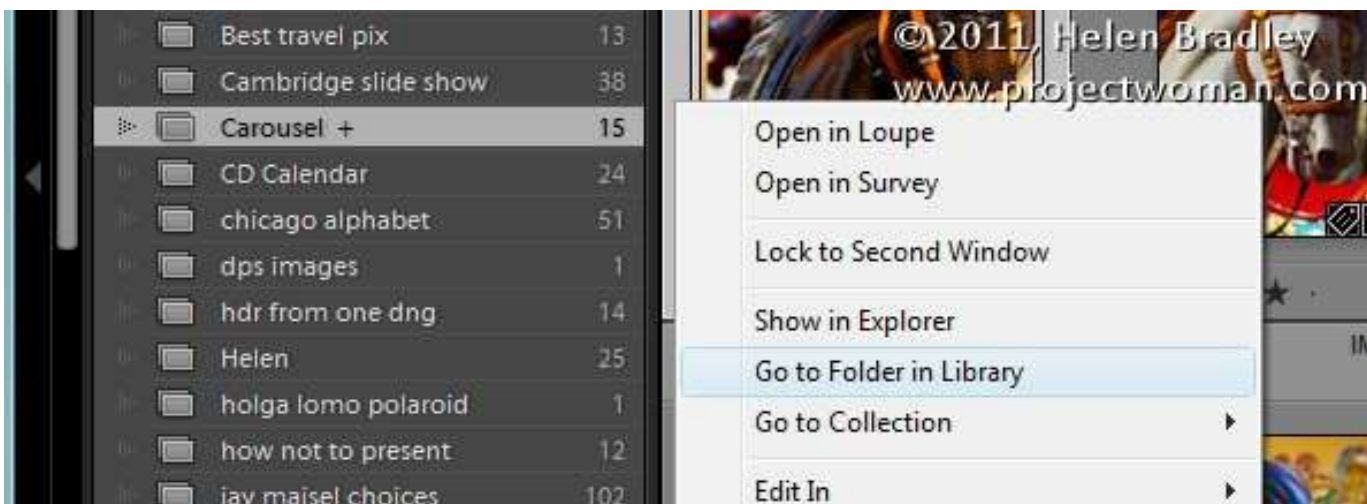 Best travel pix 13
Cambridge slide show 38
Carousel + 15
CD Calendar 24
chicago alphabet 51
dps images 1
hdr from one dng 14
Helen 25
holga lomo polaroid 1
how not to present 12
jay maisel choices 102
©2011, Helen Bradley
www.projectwoman.com
Open in Loupe
Open in Survey
Lock to Second Window
Show in Explorer
Go to Folder in Library
Go to Collection
Edit In